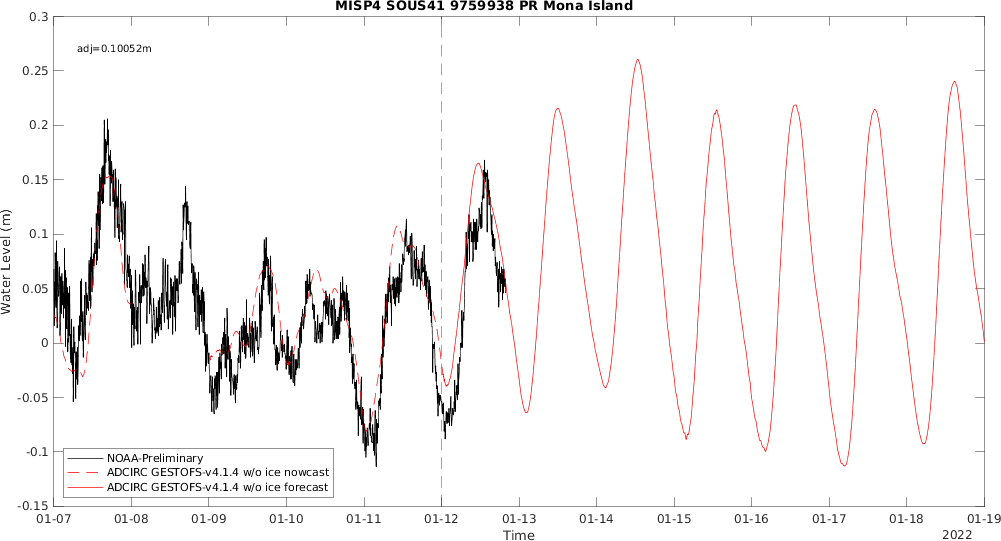 MISP4 SOUS41 9759938 PR Mona Island
adj=0.10052m
0.3
0.25
0.2
0.15
0.1
0.05
0
-0.05
-0.1
-0.15
Water Level (m)
NOAA-Preliminary
ADCIRC GESTOFS-v4.1.4 w/o ice nowcast
ADCIRC GESTOFS-v4.1.4 w/o ice forecast
01-07 01-08 01-09 01-10 01-11 01-12 01-13 01-14 01-15 01-16 01-17 01-18 01-19
Time
2022